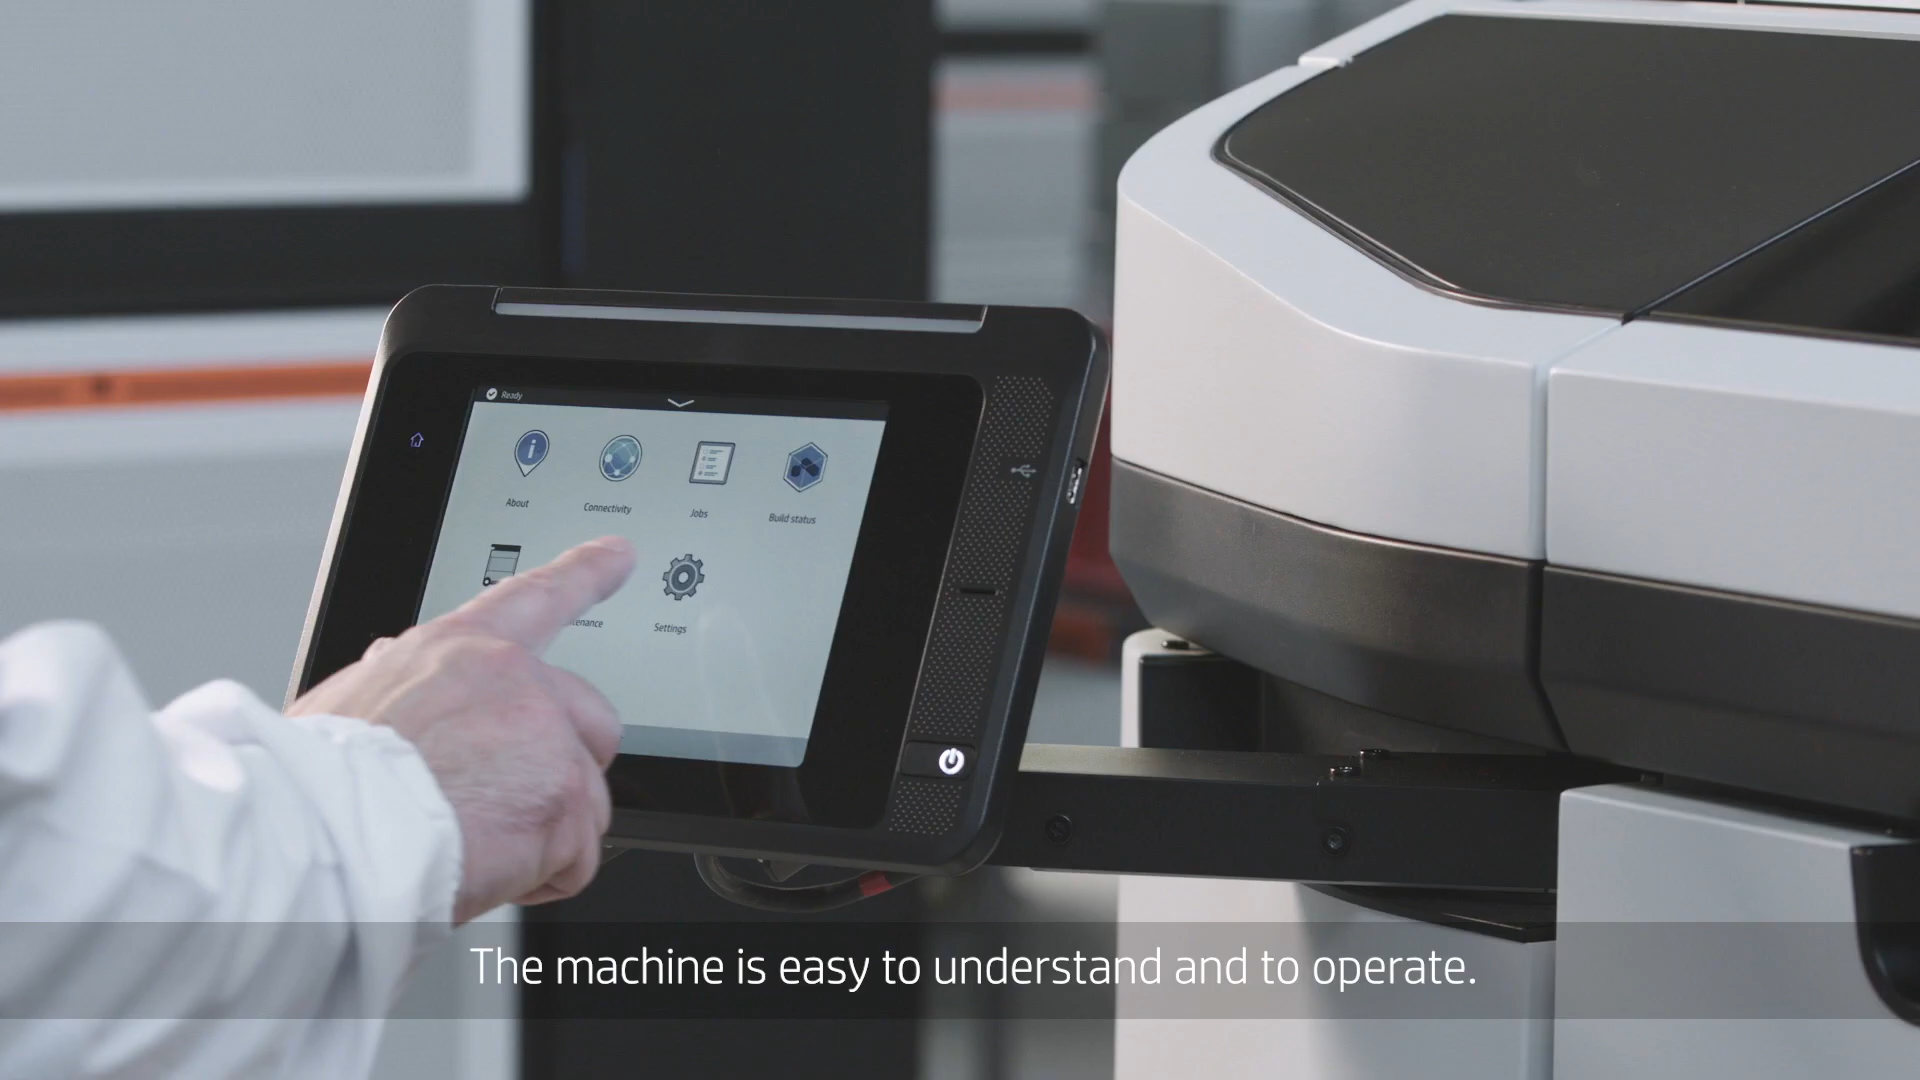 Ready
About
Connectivity
Jobs
Build status
Settings
The machine is easy to understand and to operate.